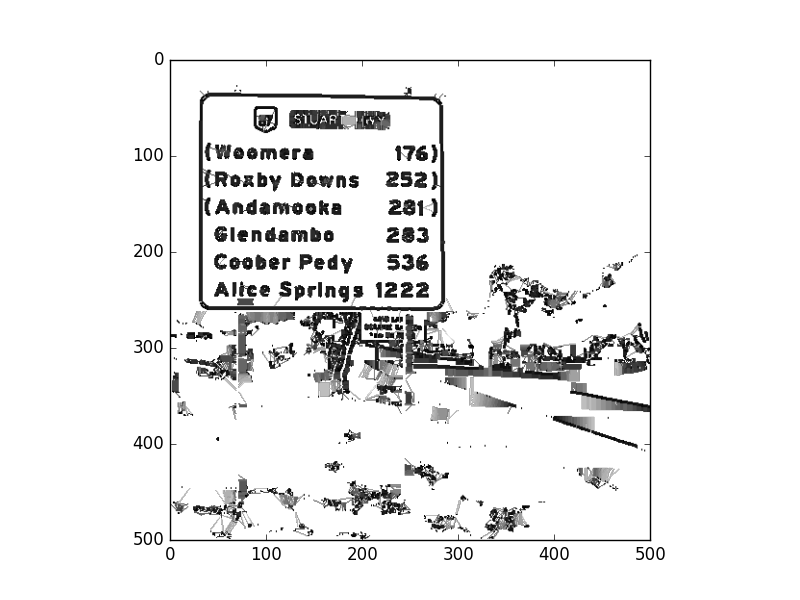 0
100
(Woomera 176)
(Roxby Downs 252)
(Andamooka 281)
Glendambo 283
200
Coober Pedy 536
Alice Springs 1222
300
400
500
0 100 200 300 400 500